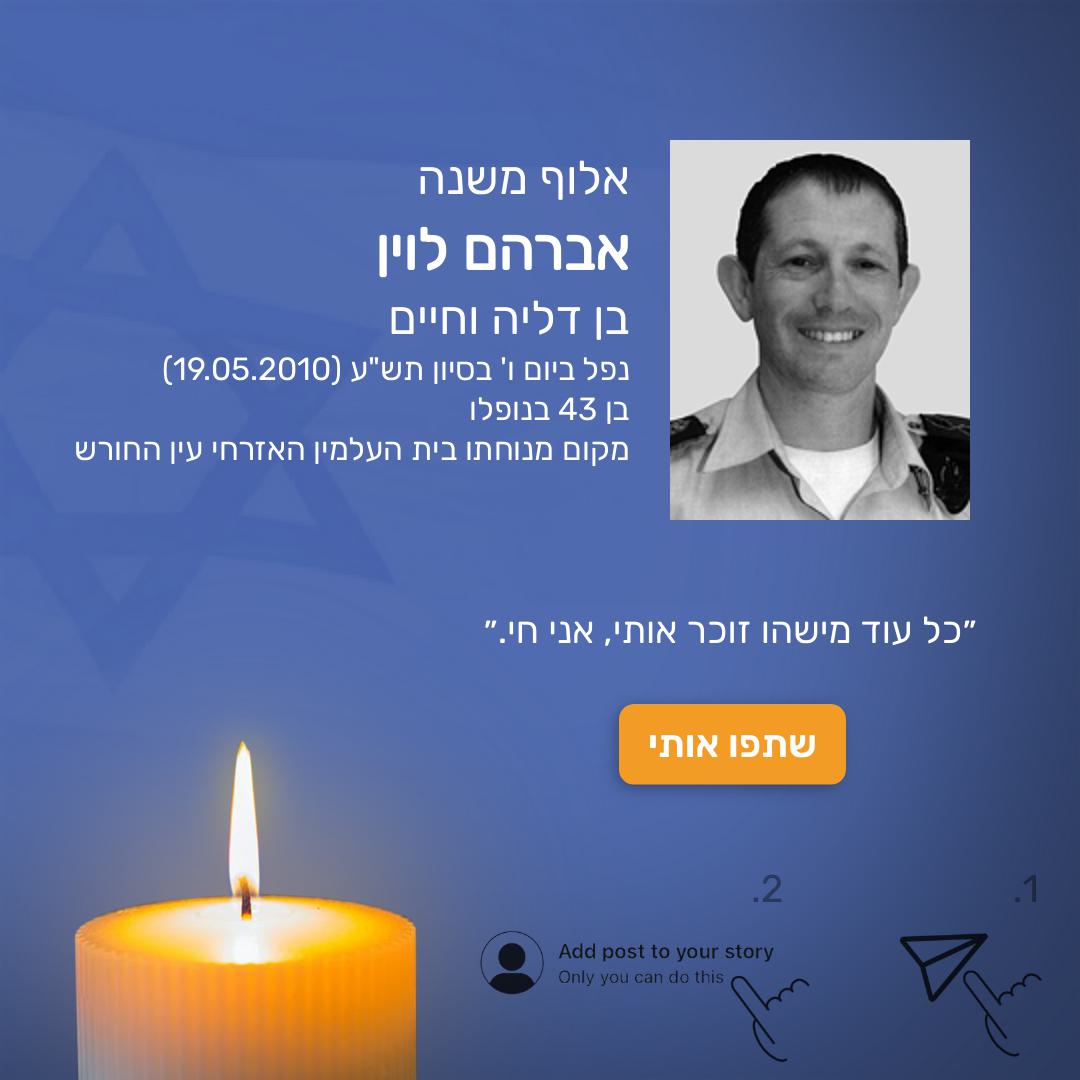 אלוף משנה
אברהם לוין
בן דליה וחיים
נפל ביום ו' בסיון תש"ע (19.05.2010)
בן 43 בנופלו
מקום מנוחתו בית העלמין האזרחי עין החורש
״כל עוד מישהו זוכר אותי, אני חי.״
שתפו אותי
1.
2.
Add post to your story
Only you can do this